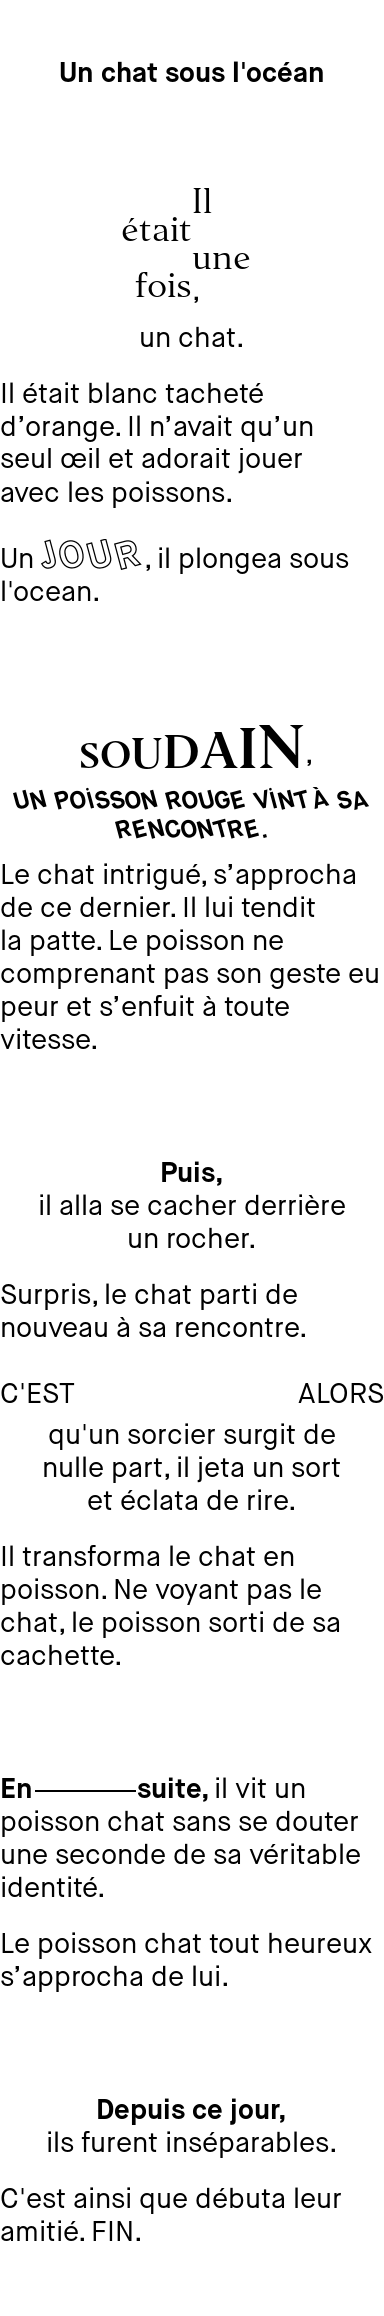 Un chat sous l'océan
Il
était
une
fois,
un chat.
Il était blanc tacheté
d’orange. Il n’avait qu’un
seul œil et adorait jouer
avec les poissons.
Un JOUR, il plongea sous
l'ocean.
SOUDAIN,
UN POISSON ROUGE VINT À SA
RENCONTRE.
Le chat intrigué, s’approcha
de ce dernier. Il lui tendit
la patte. Le poisson ne
comprenant pas son geste eu
peur et s’enfuit à toute
vitesse.
Puis,
il alla se cacher derrière
un rocher.
Surpris, le chat parti de
nouveau à sa rencontre.
C'EST ALORS
qu'un sorcier surgit de
nulle part, il jeta un sort
et éclata de rire.
Il transforma le chat en
poisson. Ne voyant pas le
chat, le poisson sorti de sa
cachette.
En———suite, il vit un
poisson chat sans se douter
une seconde de sa véritable
identité.
Le poisson chat tout heureux
s’approcha de lui.
Depuis ce jour,
ils furent inséparables.
C'est ainsi que débuta leur
amitié. FIN.